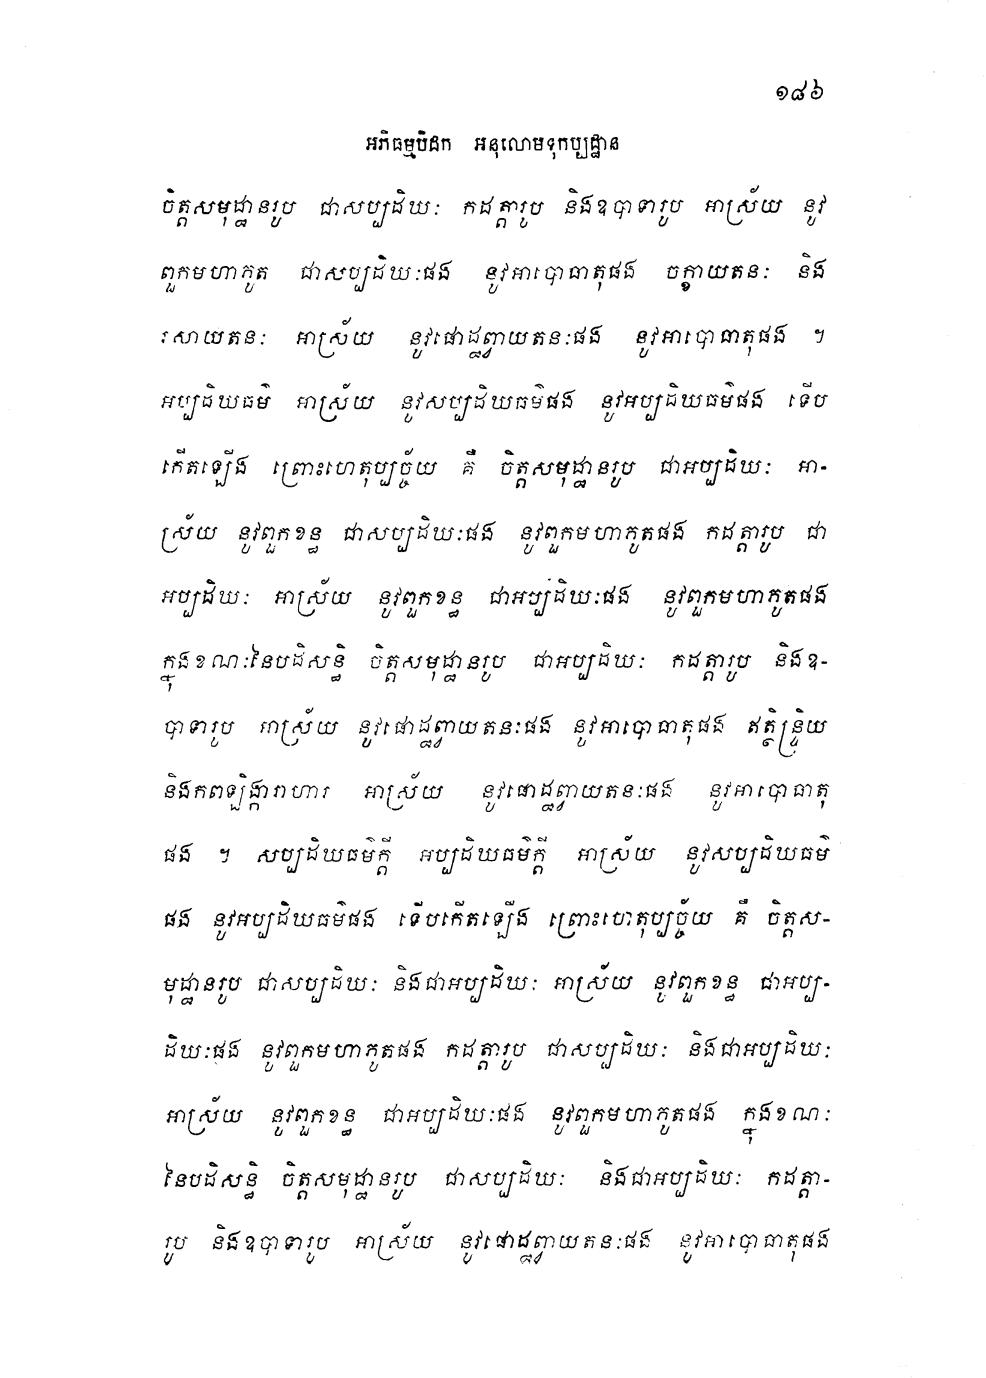 ១៨៦
អភិធម្មបិដក អនុលោមទុកប្បដ្ឋាន
ចិត្តសមុដ្ឋានរូប ជាសប្បដិឃៈ កដត្តារូប និងឧបាទារូប អាស្រ័យ នូវ
ពួកមហាភូត ជាសប្បដិឃៈផង នូវអាបោធាតុផង ចក្ខាយតនៈ និង
រសាយតនៈ អាស្រ័យ នូវផោដ្ឋព្វាយតនៈផង នូវអាបោធាតុផង ។
អប្បដិឃធម៌ អាស្រ័យ នូវសប្បដិឃធម៌ផង នូវអប្បដិឃធម៌ផង ទើប
កើតឡើង ព្រោះហេតុប្បច្ច័យ គឺ ចិត្តសមុដ្ឋានរូប ជាអប្បដិឃៈ អា-
ស្រ័យ នូវពួកខន្ធ ជាសប្បដិឃៈផង នូវពួកមហាភូតផង កដត្តារូប ជា
អប្បដិឃៈ អាស្រ័យ នូវពួកខន្ធ ជាអប្បដិឃៈផង នូវពួកមហាភូតផង
ក្នុងខណៈនៃបដិសន្ធិ ចិត្តសមុដ្ឋានរូប ជាអប្បដិឃៈ កដត្តារូប និងឧ-
បាទារូប អាស្រ័យ នូវផោដ្ឋព្វាយតនៈផង នូវអាបោធាតុផង ឥត្ថិន្ទ្រិយ
និងកពឡិង្ការាហារ អាស្រ័យ នូវផោដ្ឋព្វាយតនៈផង នូវអាបោធាតុ
ផង ។ សប្បដិឃធម៌ក្តី អប្បដិឃធម៌ក្តី អាស្រ័យ នូវសប្បដិឃធម៌
ផង នូវអប្បដិឃធម៌ផង ទើបកើតឡើង ព្រោះហេតុប្បច្ច័យ គឺ ចិត្តស-
មុដ្ឋានរូប ជាសប្បដិឃៈ និងជាអប្បដិឃៈ អាស្រ័យ នូវពួកខន្ធ ជាអប្ប-
ដិឃៈផង នូវពួកមហាភូតផង កដត្តារូប ជាសប្បដិឃៈ និងជាអប្បដិឃៈ
អាស្រ័យ នូវពួកខន្ធ ជាអប្បដិឃៈផង នូវពួកមហាភូតផង ក្នុងខណៈ
នៃបដិសន្ធិ ចិត្តសមុដ្ឋានរូប ជាសប្បដិឃៈ និងជាអប្បដិឃៈ កដត្តា-
រូប និងឧបាទារូប អាស្រ័យ នូវផោដ្ឋព្វាយតនៈផង នូវអាបោធាតុផង